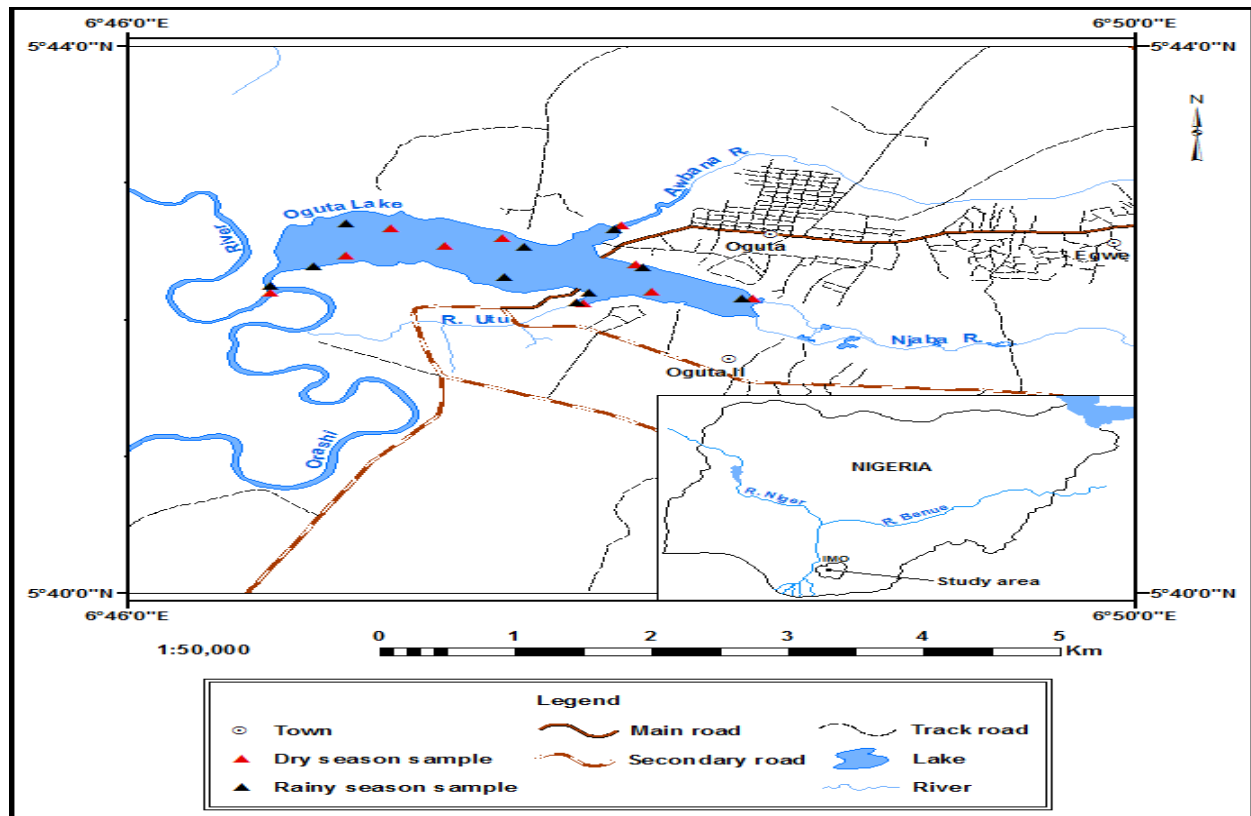 6°46'0"E
6°50'0"E
5°44'0"N
5°44'0"N
N
Awbana R.
Oguta Lake
River
Oguta
Egwe
R. Utu
Njaba R.
Oguta II
Orashi
NIGERIA
R. Niger
R. Benue
IMO
Study area
5°40'0"N
5°40'0"N
6°46'0"E
6°50'0"E
0 1 2 3 4 5
1:50,000
Km
Legend
Town
Main road
Track road
Dry season sample
Secondary road
Lake
Rainy season sample
River